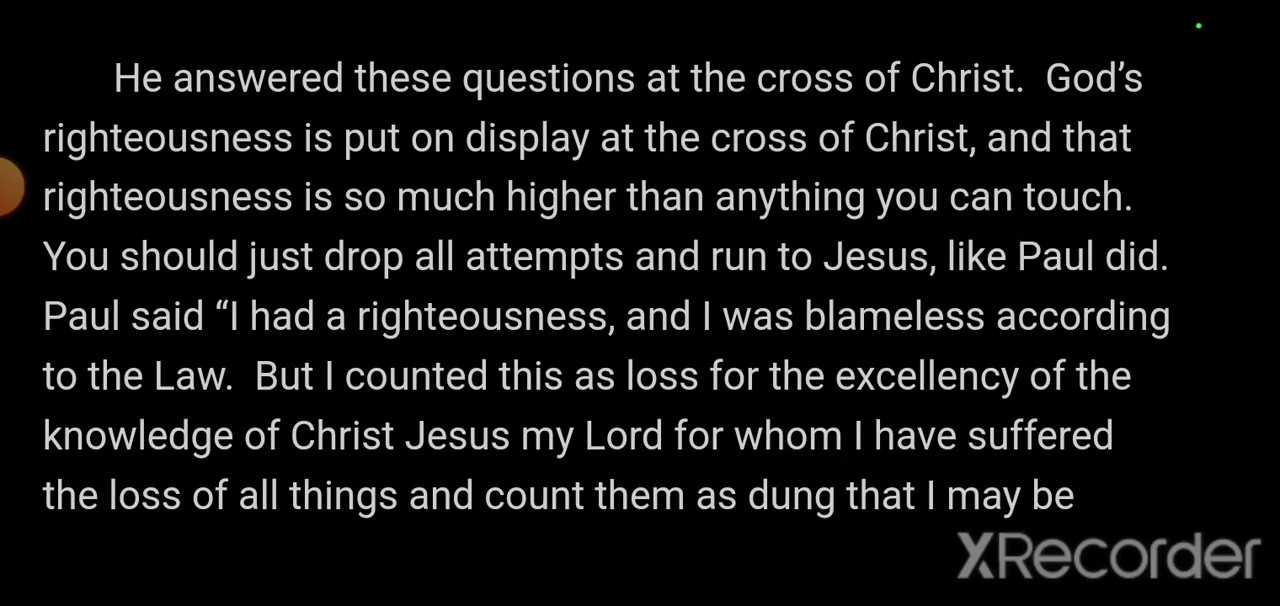 He answered these questions at the cross of Christ.  God’s
righteousness is put on display at the cross of Christ, and that
righteousness is so much higher than anything you can touch.
You should just drop all attempts and run to Jesus, like Paul did.
Paul said “I had a righteousness, and I was blameless according
to the Law.  But I counted this as loss for the excellency of the
knowledge of Christ Jesus my Lord for whom I have suffered
the loss of all things and count them as dung that I may be
XRecorder